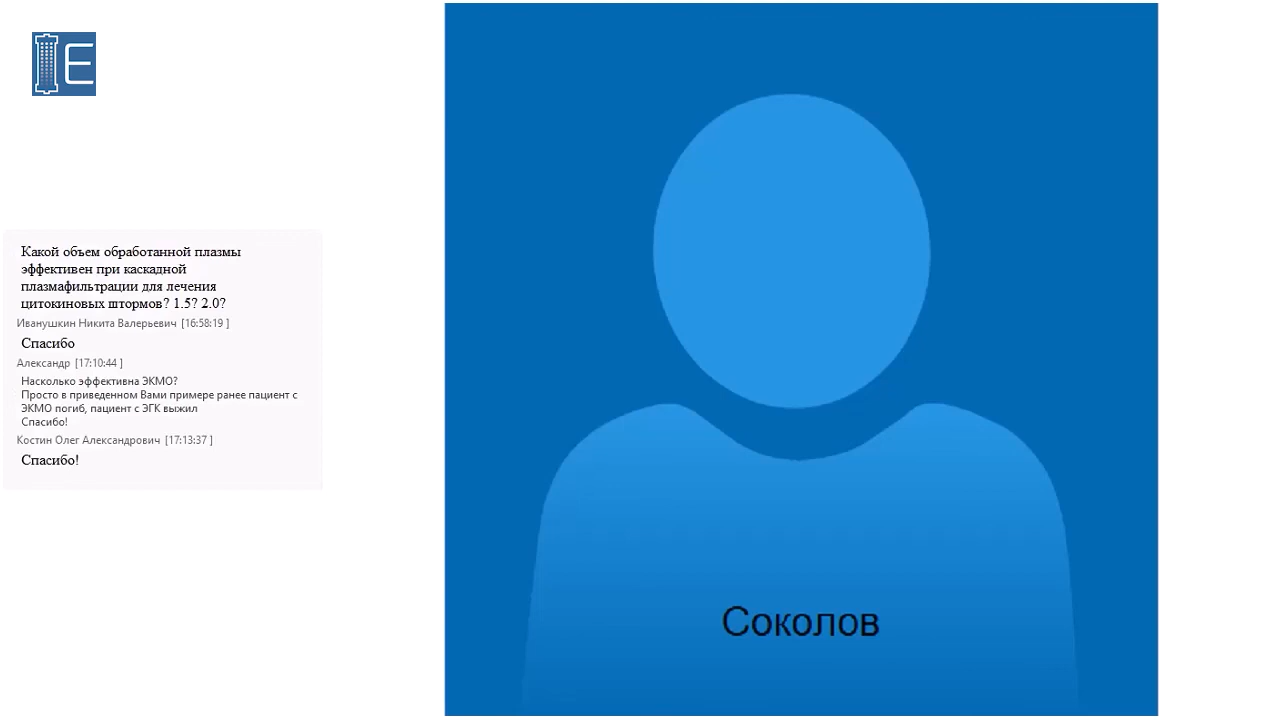 E
Какой объем обработанной плазмы
эффективен при каскадной
плазмафильтрации для лечения
цитокиновых штормов? 1.5? 2.0?
Иванушкин Никита Валерьевич [16:58:19 ]
Спасибо
Александр [17:10:44 ]
Насколько эффективна ЭКМО?
Просто в приведенном Вами примере ранее пациент с
ЭКМО погиб, пациент с ЭГК выжил
Спасибо!
Костин Олег Александрович [17:13:37 ]
Спасибо!
Соколов